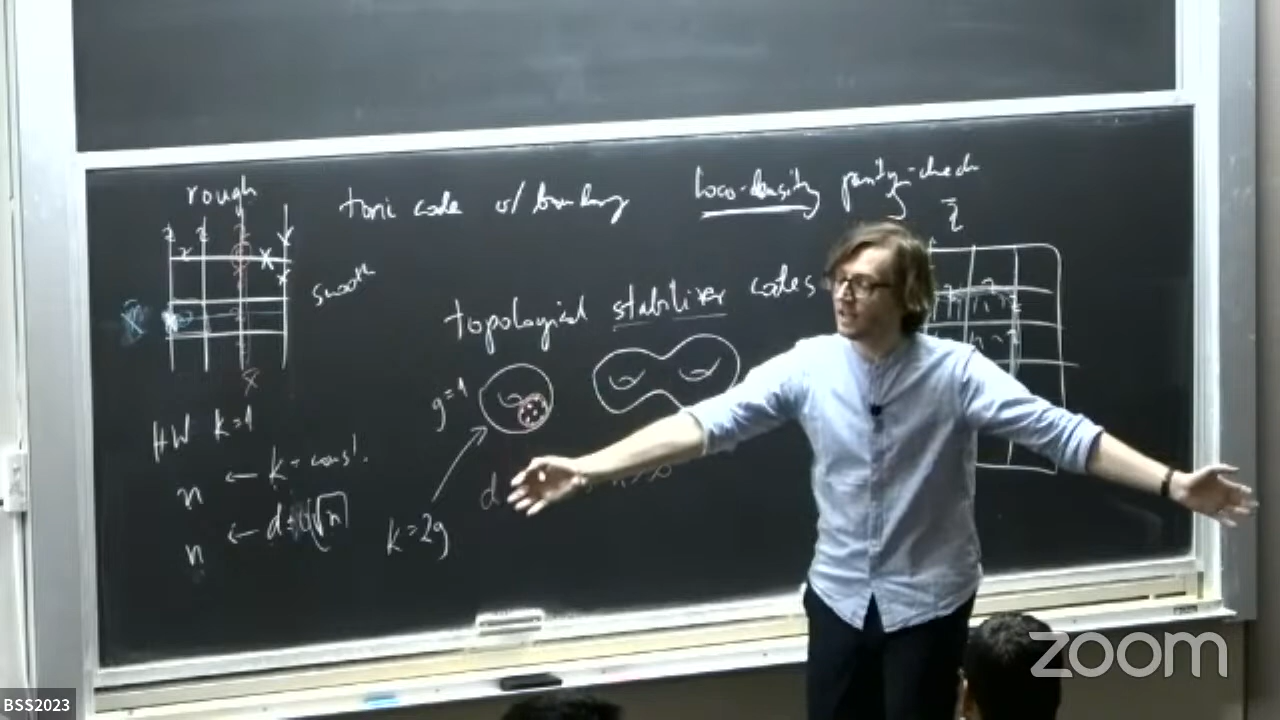 rough
toric code w/ boundary
low-density parity-check
smooth
topological stabilizer codes
g=1
HW k=1
n ← k = const.
n
k=2g
d
BSS2023
zoom